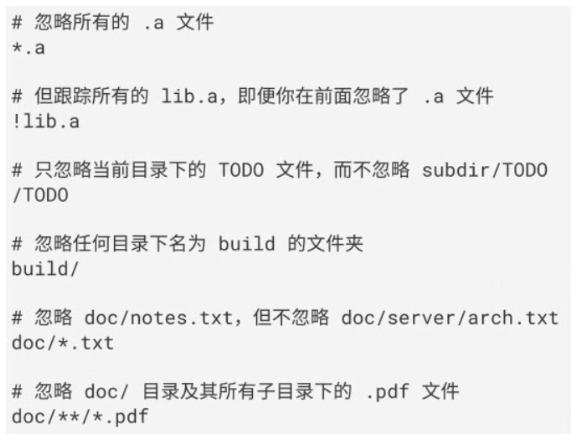 # 忽略所有的 .a 文件
*.a
# 但跟踪所有的 lib.a，即便你在前面忽略了 .a 文件
!lib.a
# 只忽略当前目录下的 TODO 文件，而不忽略 subdir/TODO
/TODO
# 忽略任何目录下名为 build 的文件夹
build/
# 忽略 doc/notes.txt，但不忽略 doc/server/arch.txt
doc/*.txt
# 忽略 doc/ 目录及其所有子目录下的 .pdf 文件
doc/**/*.pdf